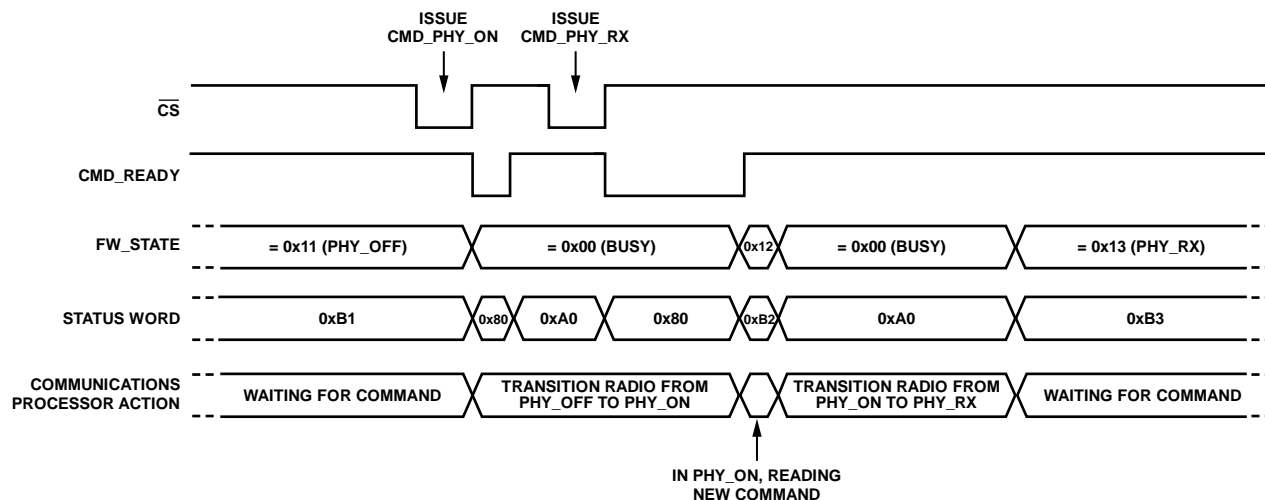 ISSUE
CMD_PHY_ON
ISSUE
CMD_PHY_RX
CS
CMD_READY
FW_STATE
= 0x11 (PHY_OFF)
= 0x00 (BUSY)
0x12
= 0x00 (BUSY)
= 0x13 (PHY_RX)
STATUS WORD
0xB1
0x80
0xA0
0x80
0xB2
0xA0
0xB3
COMMUNICATIONS
PROCESSOR ACTION
WAITING FOR COMMAND
TRANSITION RADIO FROM
PHY_OFF TO PHY_ON
TRANSITION RADIO FROM
PHY_ON TO PHY_RX
WAITING FOR COMMAND
IN PHY_ON, READING
NEW COMMAND